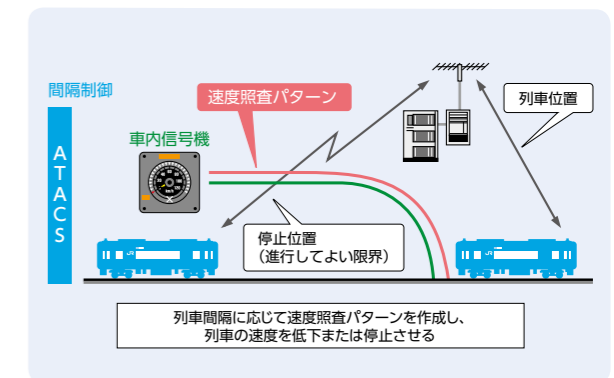 間隔制御
ATACS
速度照査パターン
車内信号機
列車位置
停止位置
（進行してよい限界）
列車間隔に応じて速度照査パターンを作成し、
列車の速度を低下または停止させる